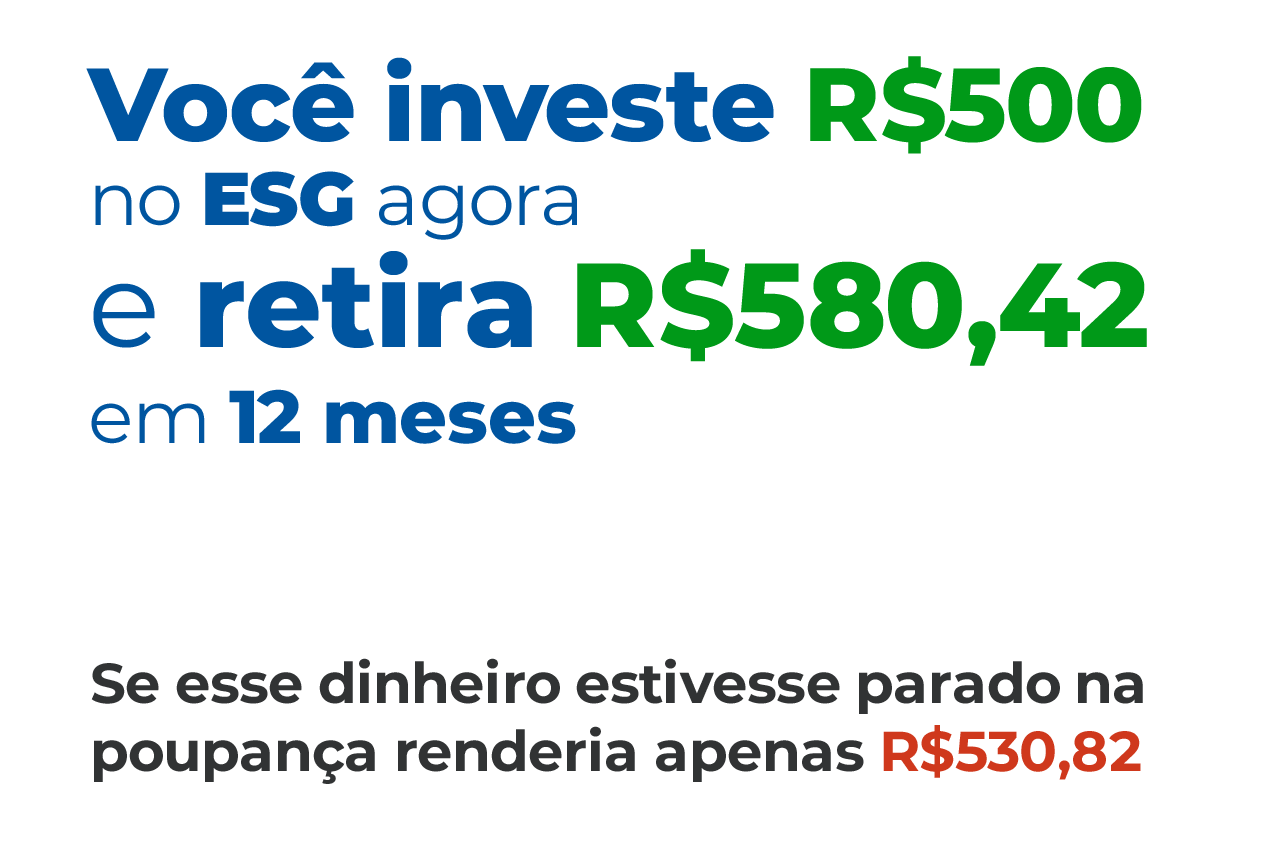 Você investe R$500
no ESG agora
e retira R$580,42
em 12 meses
Se esse dinheiro estivesse parado na
poupança renderia apenas R$530,82